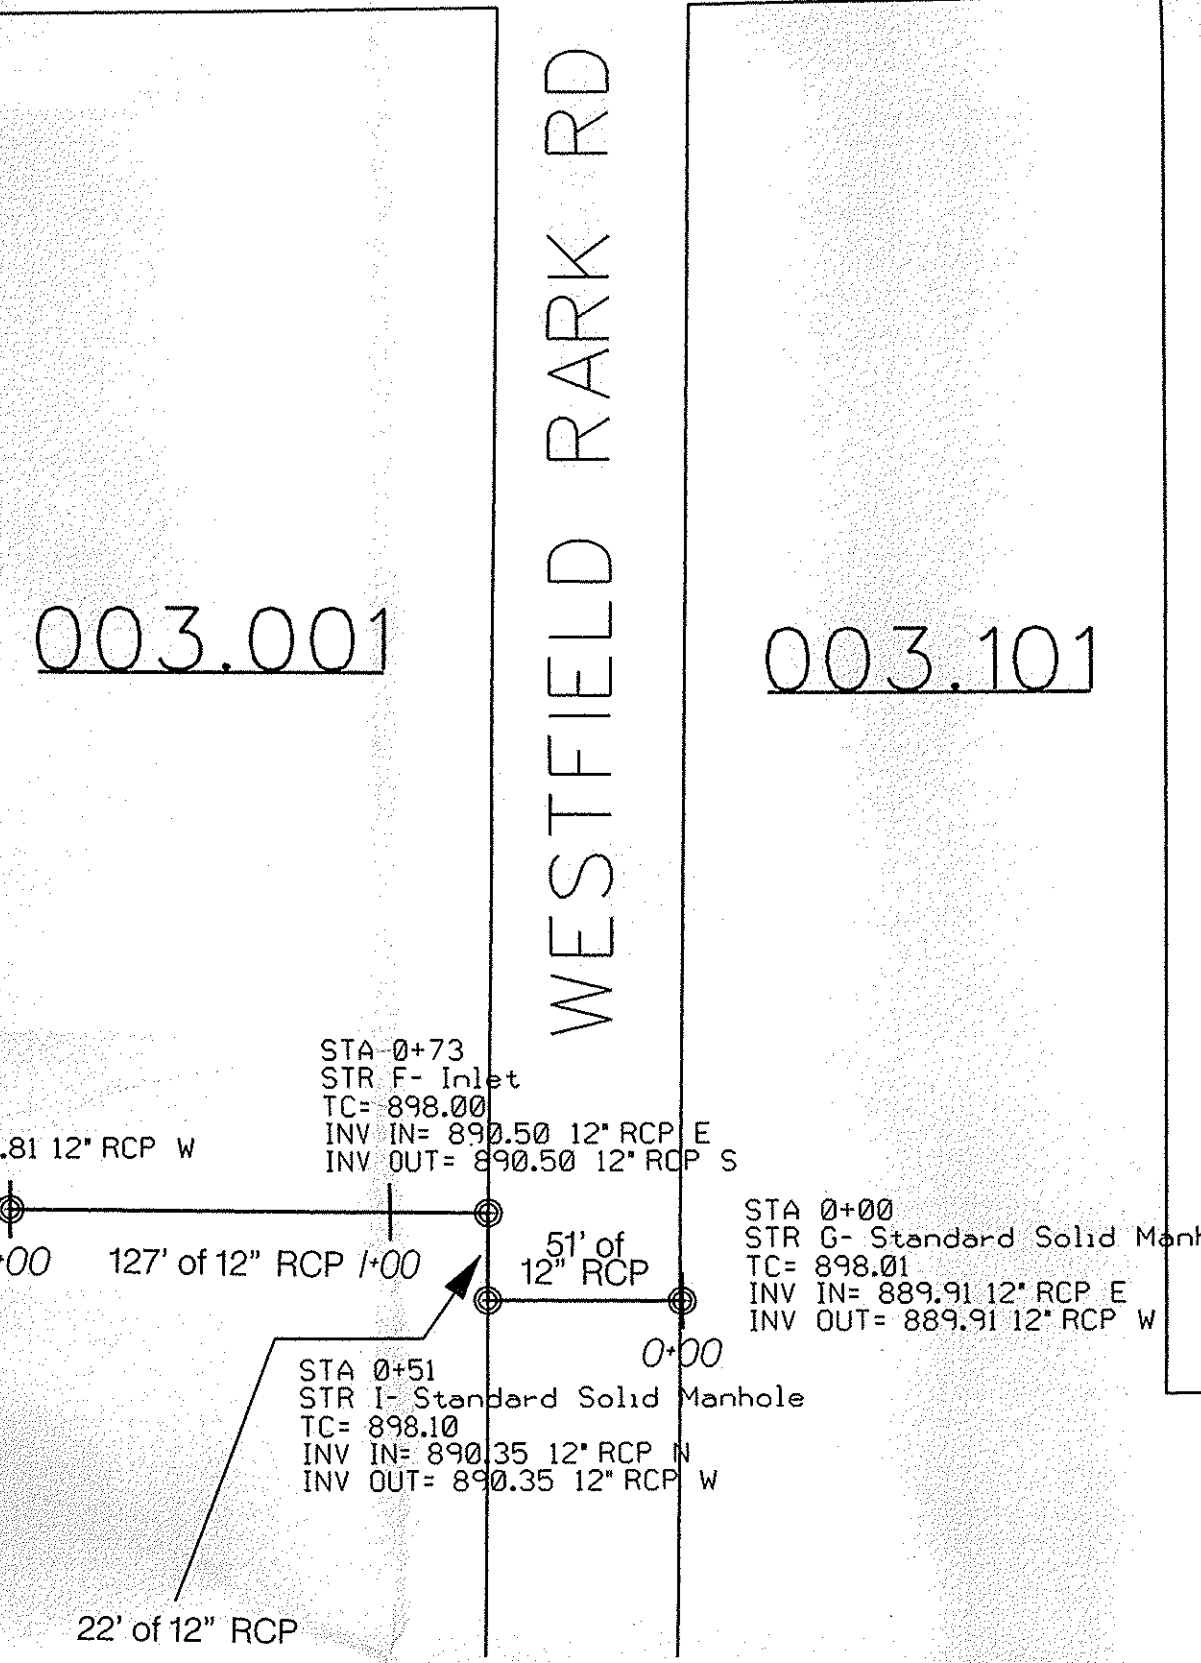 WESTFIELD RARK RD
003.001
003.101
STA 0+73
STR F- Inlet
TC= 898.00
INV IN= 890.50 12" RCP E
INV OUT= 890.50 12" RCP S
.81 12" RCP W
+00
127' of 12" RCP
1+00
51' of
12" RCP
STA 0+00
STR G- Standard Solid Manh
TC= 898.01
INV IN= 889.91 12" RCP E
INV OUT= 889.91 12" RCP W
0+00
STA 0+51
STR I- Standard Solid Manhole
TC= 898.10
INV IN= 890.35 12" RCP N
INV OUT= 890.35 12" RCP W
22' of 12" RCP